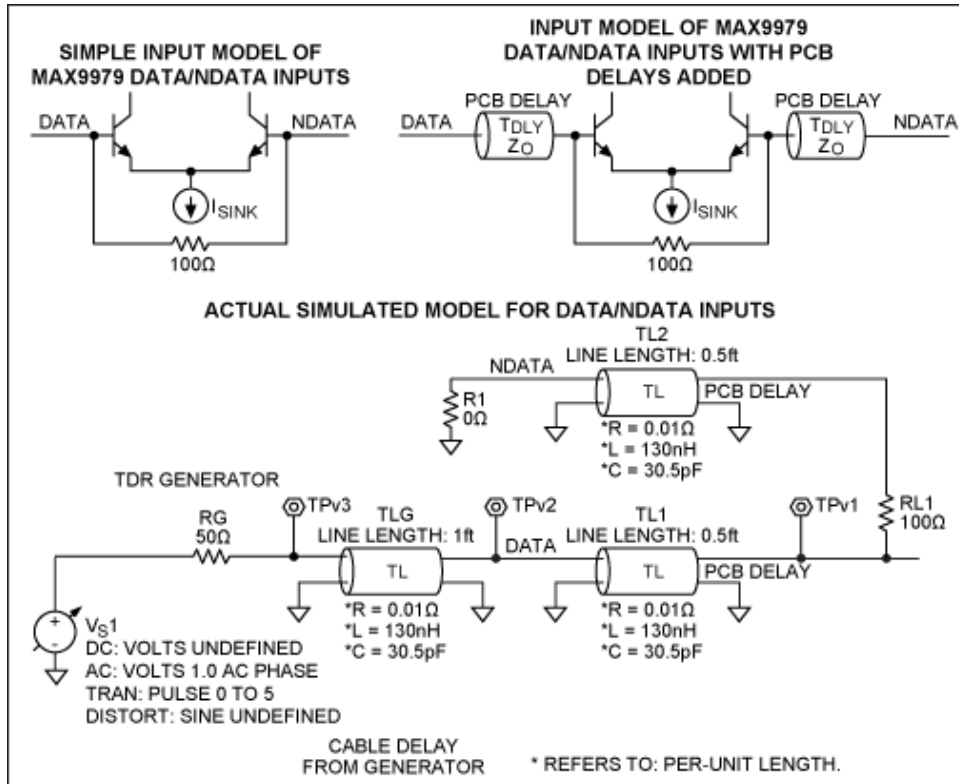 SIMPLE INPUT MODEL OF
MAX9979 DATA/NDATA INPUTS
DATA
NDATA
ISINK
100Ω
INPUT MODEL OF MAX9979
DATA/NDATA INPUTS WITH PCB
DELAYS ADDED
PCB DELAY
PCB DELAY
DATA
TDLY
ZO
TDLY
ZO
NDATA
ISINK
100Ω
ACTUAL SIMULATED MODEL FOR DATA/NDATA INPUTS
TL2
LINE LENGTH: 0.5ft
NDATA
R1
0Ω
TL
PCB DELAY
*R = 0.01Ω
*L = 130nH
*C = 30.5pF
TDR GENERATOR
RG
50Ω
TPv3
TLG
LINE LENGTH: 1ft
TL
*R = 0.01Ω
*L = 130nH
*C = 30.5pF
TPv2
DATA
TL1
LINE LENGTH: 0.5ft
TL
PCB DELAY
*R = 0.01Ω
*L = 130nH
*C = 30.5pF
TPv1
RL1
100Ω
+
-
VS1
DC: VOLTS UNDEFINED
AC: VOLTS 1.0 AC PHASE
TRAN: PULSE 0 TO 5
DISTORT: SINE UNDEFINED
CABLE DELAY
FROM GENERATOR
* REFERS TO: PER-UNIT LENGTH.